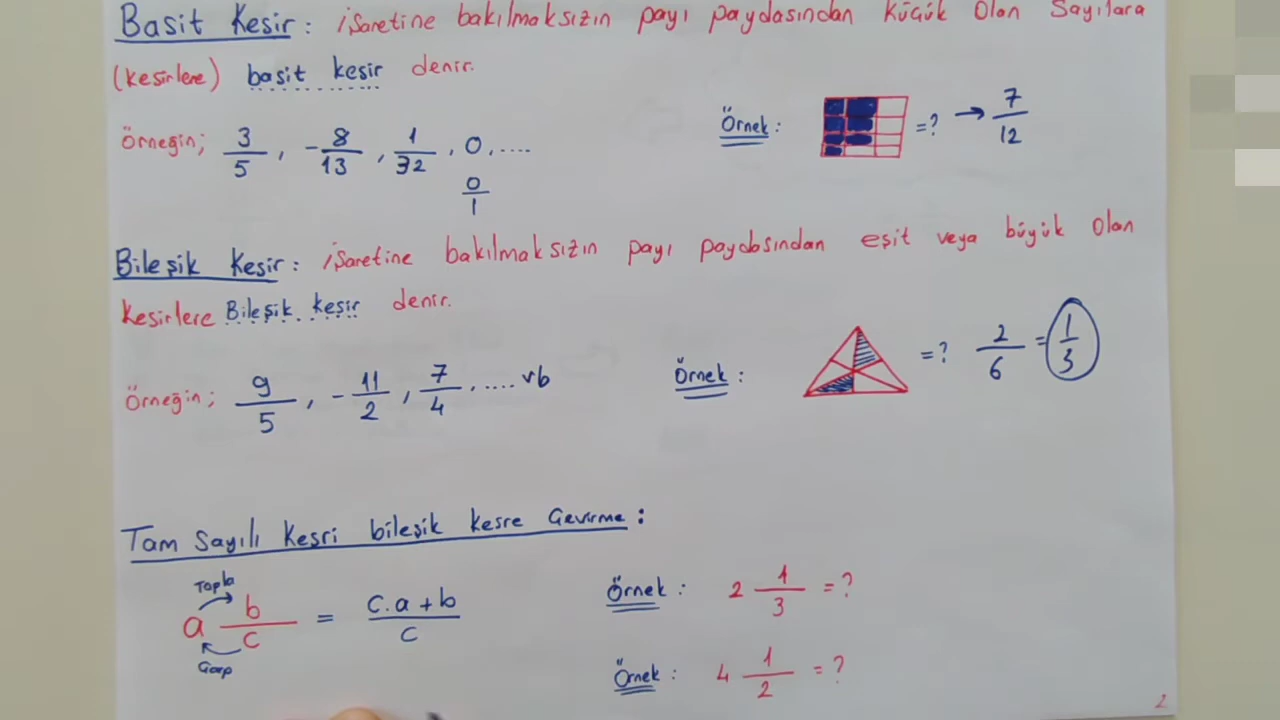 Basit Kesir : işaretine bakılmaksızın payı paydasından küçük olan sayılara
(kesirlere) basit kesir denir.
Örneğin; 3/5, -8/13, 1/32, 0, ....
0/1
Örnek : =? → 7/12
Bileşik Kesir : işaretine bakılmaksızın payı paydasından eşit veya büyük olan
kesirlere Bileşik kesir denir.
Örneğin; 9/5, -11/2, 7/4, .... vb
Örnek : =? 2/6 = 1/3
Tam Sayılı Kesri bileşik kesre Çevirme :
Topla
a b/c = c.a+b/c
Çarp
Örnek : 2 1/3 = ?
Örnek : 4 1/2 = ?
2